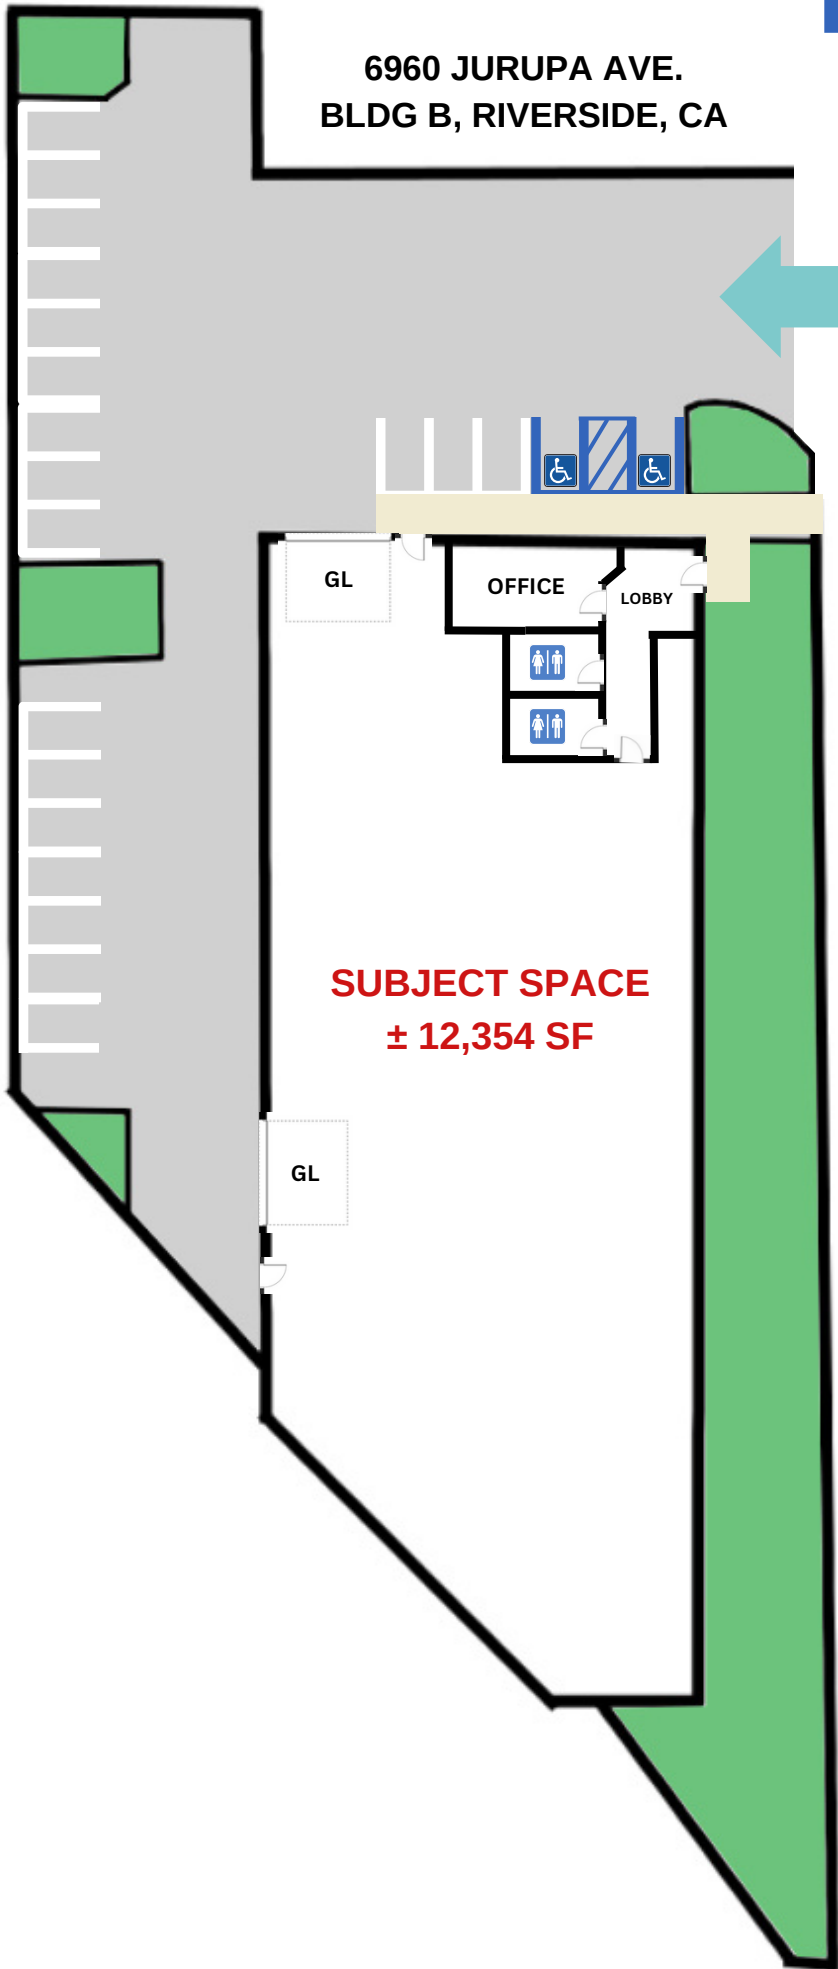 6960 JURUPA AVE.
BLDG B, RIVERSIDE, CA
GL
OFFICE
LOBBY
SUBJECT SPACE
± 12,354 SF
GL